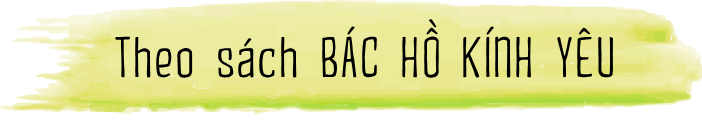 Theo sách BÁC HỒ KÍNH YÊU